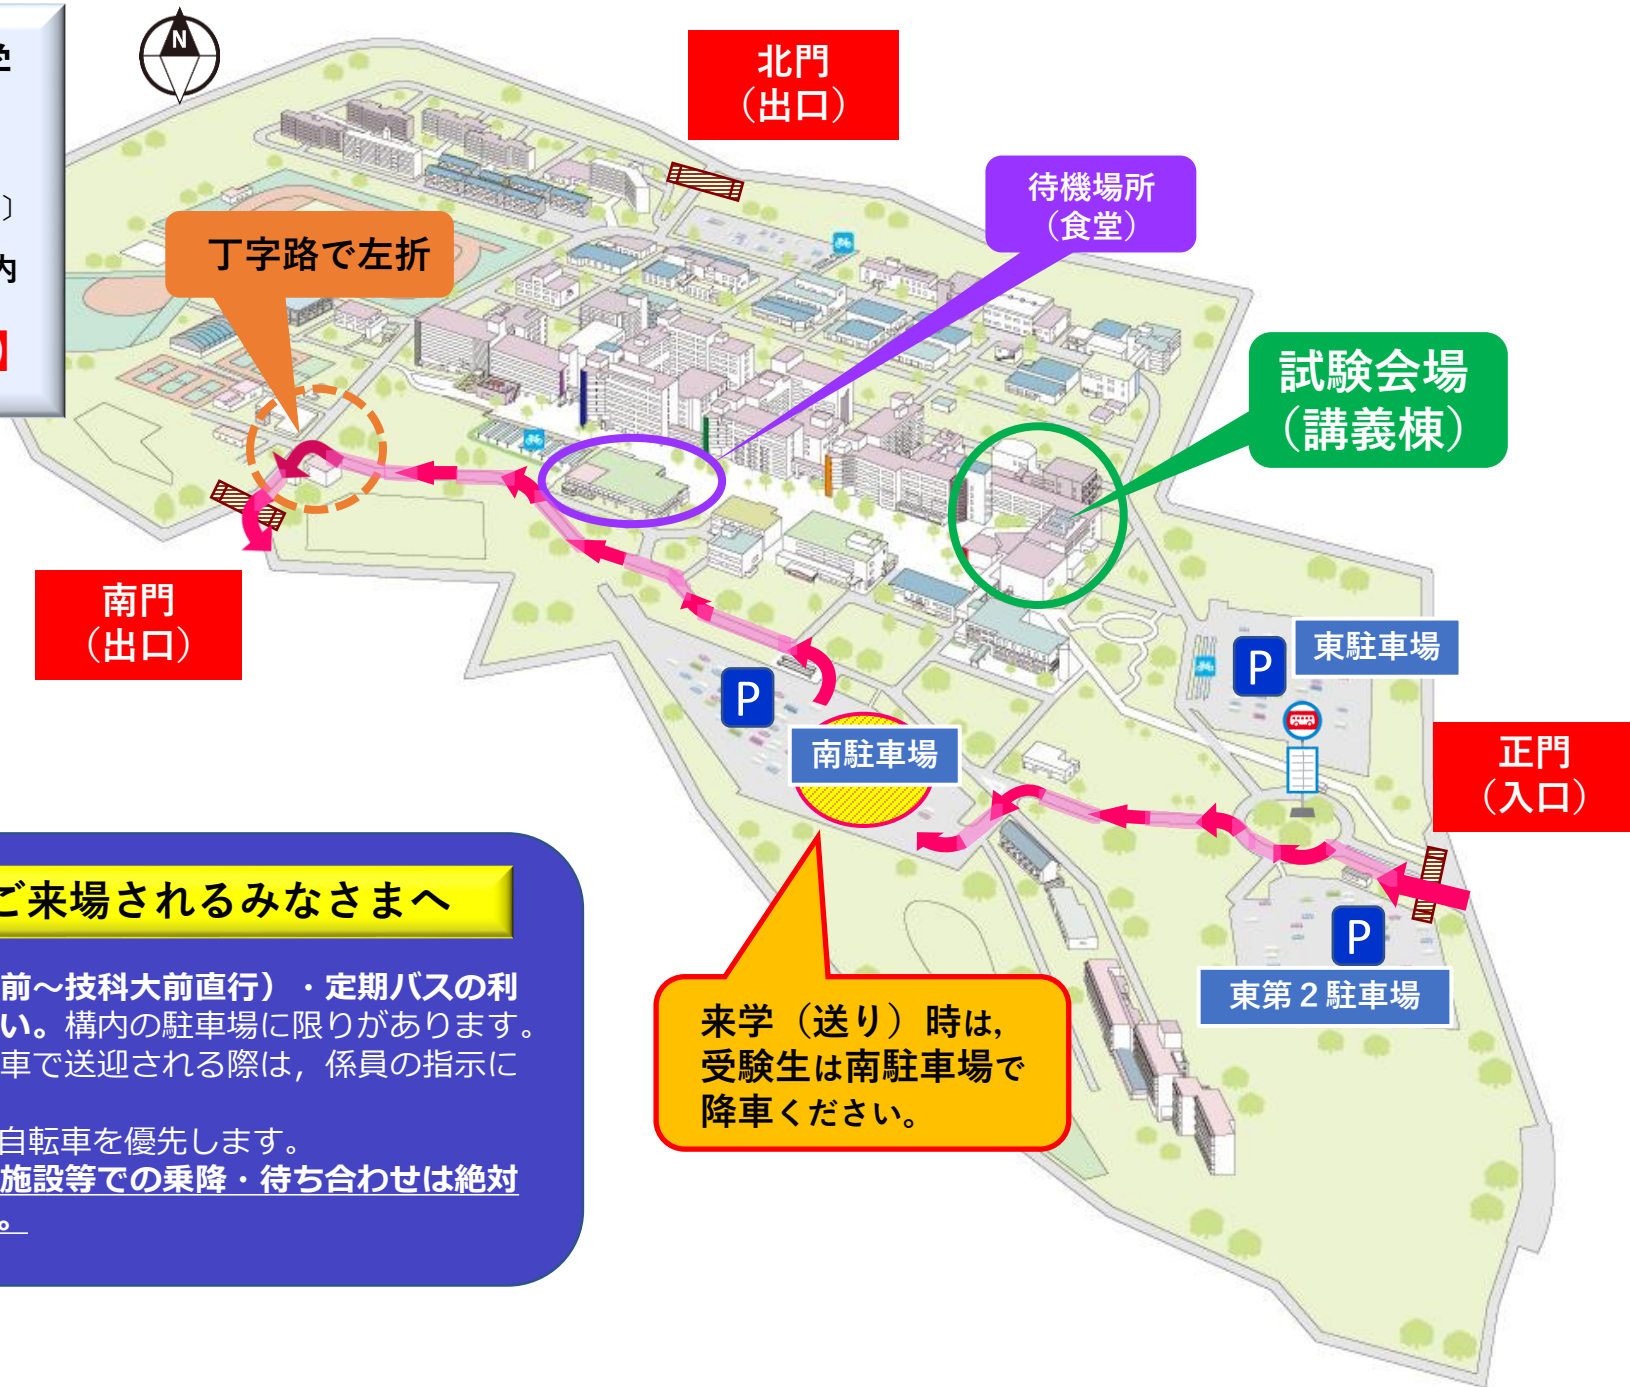 学
〕
内
】
N
北門
（出口）
待機場所
（食堂）
丁字路で左折
試験会場
（講義棟）
南門
（出口）
P
東駐車場
P
南駐車場
正門
（入口）
P
東第２駐車場
来学（送り）時は，
受験生は南駐車場で
降車ください。
ご来場されるみなさまへ
前～技科大前直行）・定期バスの利
い。構内の駐車場に限りがあります。
車で送迎される際は，係員の指示に
自転車を優先します。
施設等での乗降・待ち合わせは絶対
。